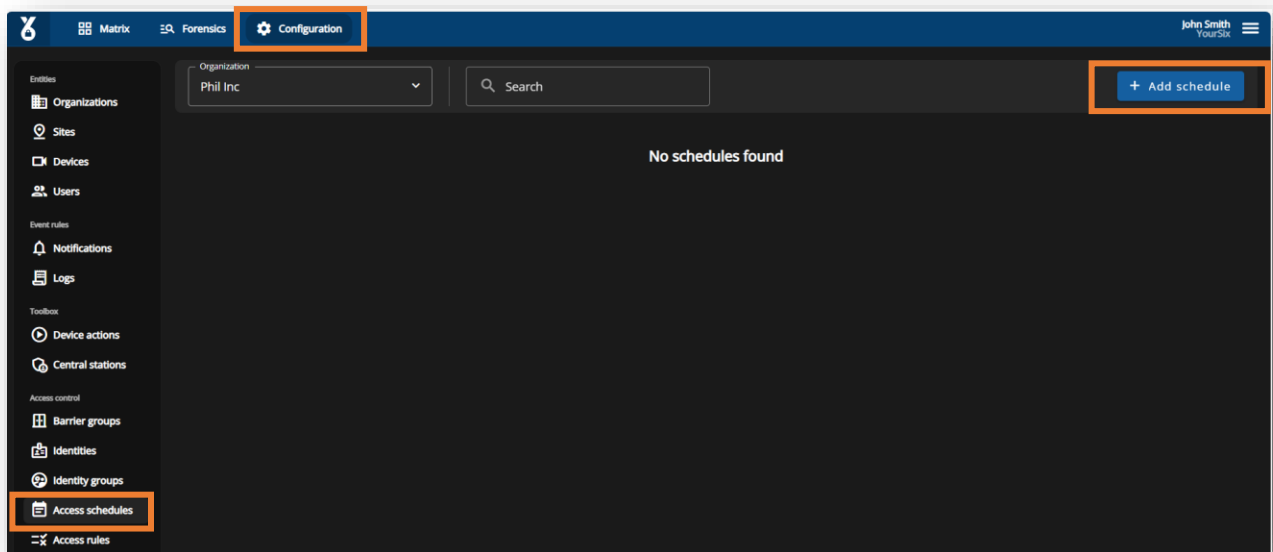 Matrix
Forensics
Configuration
John Smith
YourSix
Entities
Organizations
Sites
Devices
Users
Event rules
Notifications
Logs
Toolbox
Device actions
Central stations
Access control
Barrier groups
Identities
Identity groups
Access schedules
Access rules
Organization
Phil Inc
Search
+ Add schedule
No schedules found